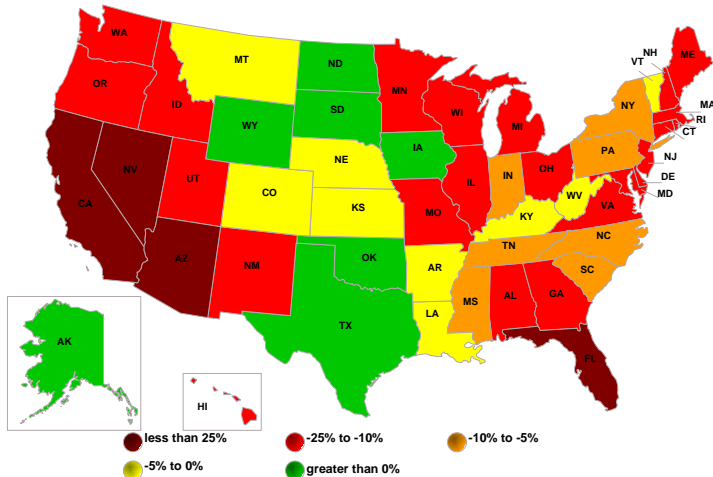 WA
MT
ND
MN
OR
ID
WY
SD
WI
MI
NH
VT
ME
NY
MA
RI
CT
NV
CA
UT
CO
NE
KS
IA
MO
IL
IN
OH
PA
NJ
DE
MD
WV
VA
KY
AZ
NM
OK
AR
TN
NC
SC
TX
LA
MS
AL
GA
FL
AK
HI
less than 25%
-25% to -10%
-10% to -5%
-5% to 0%
greater than 0%